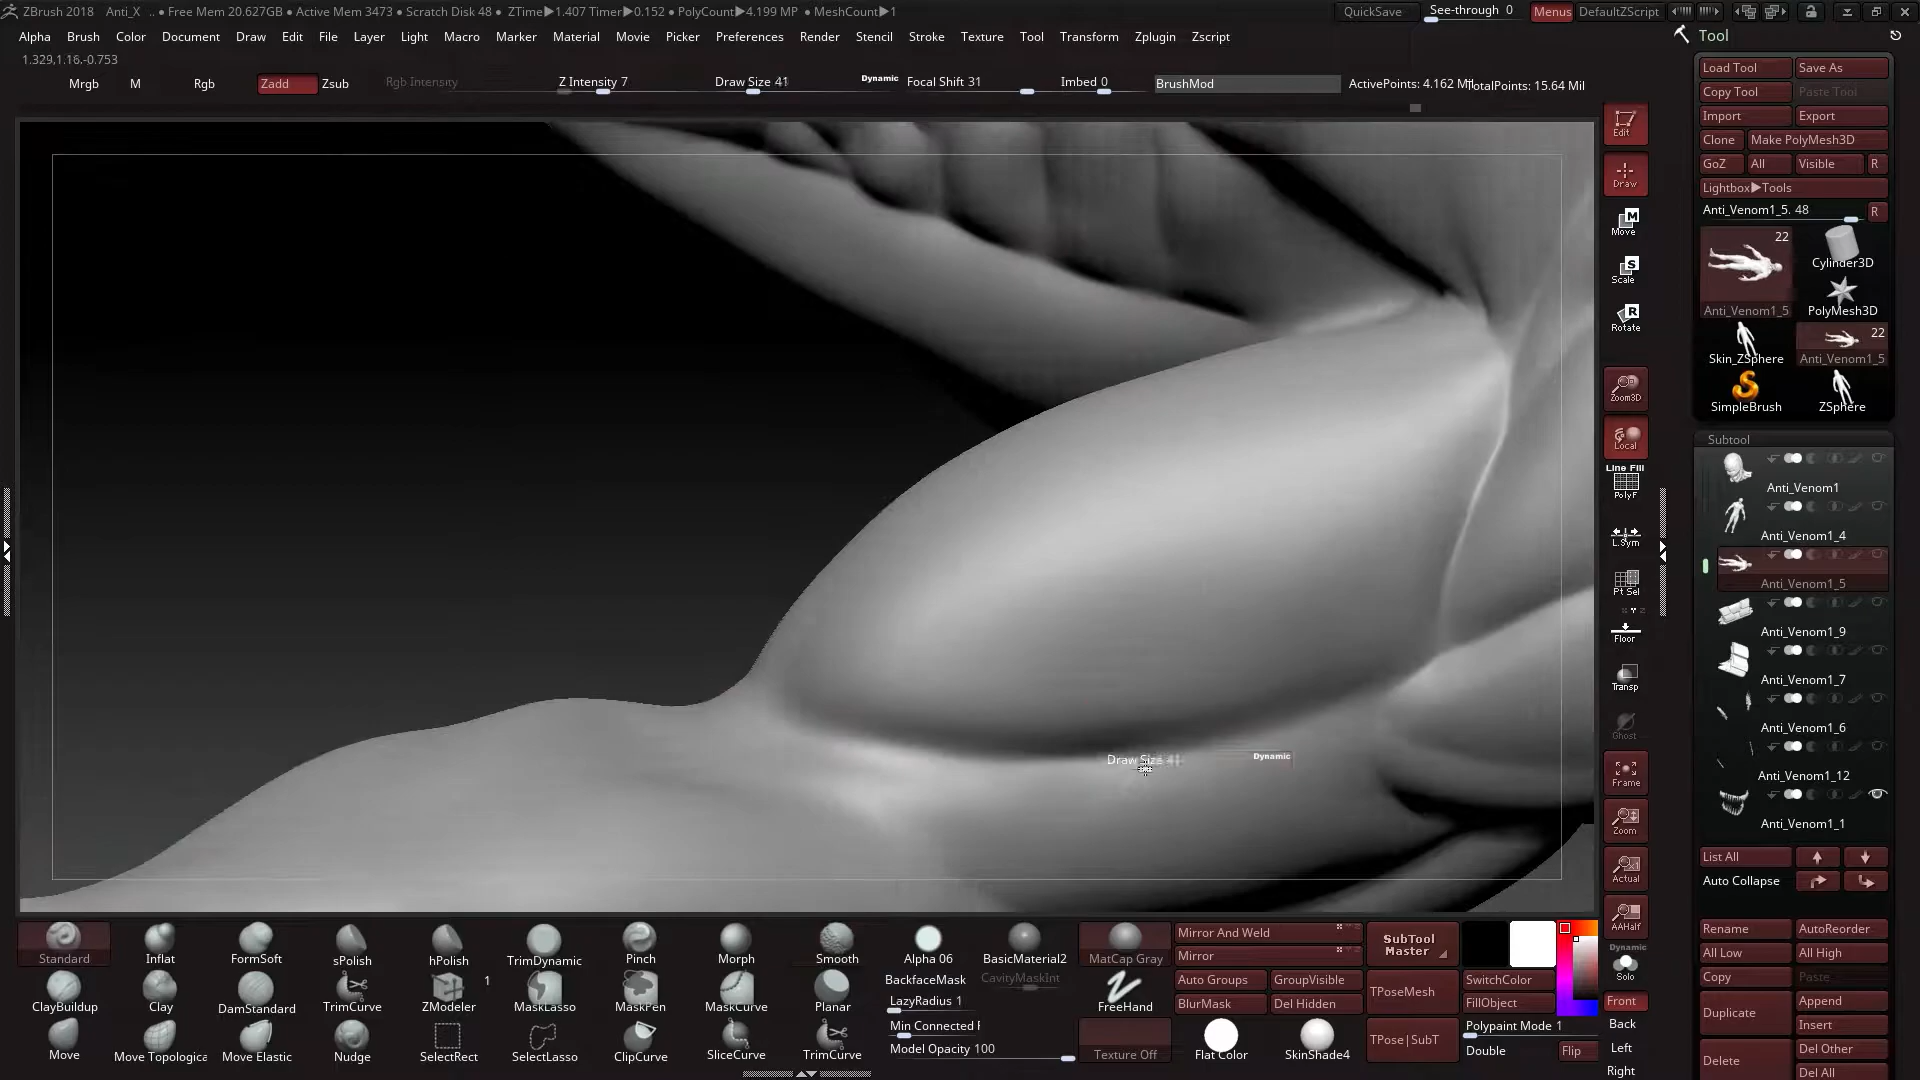 ZBrush 2018 Anti_X .. • Free Mem 20.627GB • Active Mem 3473 • Scratch Disk 48 • ZTime▶1.407 Timer▶0.152 • PolyCount▶4.199 MP • MeshCount▶1
QuickSave See-through 0 Menus DefaultZScript
Alpha Brush Color Document Draw Edit File Layer Light Macro Marker Material Movie Picker Preferences Render Stencil Stroke Texture Tool Transform Zplugin Zscript
Tool
1.329,1.16,-0.753
Mrgb M Rgb Zadd Zsub Rgb Intensity Z Intensity 7 Draw Size 41 Dynamic Focal Shift 31 Imbed 0 BrushMod ActivePoints: 4.162 Mil TotalPoints: 15.64 Mil
Load Tool Save As
Copy Tool Paste Tool
Import Export
Clone Make PolyMesh3D
GoZ All Visible R
Lightbox▶Tools
Anti_Venom1_5. 48 R
22
Cylinder3D
Anti_Venom1_5 PolyMesh3D
22
Skin_ZSphere Anti_Venom1_5
SimpleBrush ZSphere
Subtool
Anti_Venom1
Anti_Venom1_4
Anti_Venom1_5
Anti_Venom1_9
Anti_Venom1_7
Anti_Venom1_6
Anti_Venom1_12
Anti_Venom1_1
List All
Auto Collapse
Rename AutoReorder
All Low All High
Copy Paste
Duplicate Append
Insert
Delete Del Other
Del All
Edit
Draw
Move
Scale
Rotate
Zoom3D
Local
Line Fill
PolyF
L.Sym
Pt Sel
Floor
Transp
Ghost
Frame
Zoom
Actual
AAHalf
Dynamic
Solo
Front
Back
Left
Right
Draw Size 41 Dynamic
Standard Inflat FormSoft sPolish hPolish TrimDynamic Pinch Morph Smooth Alpha 06 BasicMaterial2 MatCap Gray
Mirror And Weld
Mirror
SubTool Master
BackfaceMask CavityMaskInt
Auto Groups GroupVisible TPoseMesh SwitchColor
ClayBuildup Clay DamStandard TrimCurve ZModeler 1 MaskLasso MaskPen MaskCurve Planar LazyRadius 1 FreeHand
BlurMask Del Hidden FillObject
Min Connected
Polypaint Mode 1
Move Move Topologica Move Elastic Nudge SelectRect SelectLasso ClipCurve SliceCurve TrimCurve
Model Opacity 100
Texture Off Flat Color SkinShade4 TPose|SubT
Double Flip